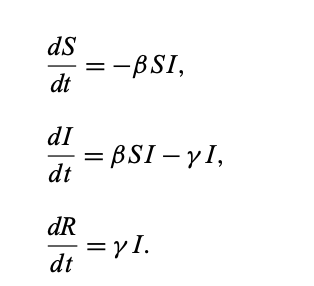 dS/dt = −βSI,
dI/dt = βSI − γI,
dR/dt = γI.